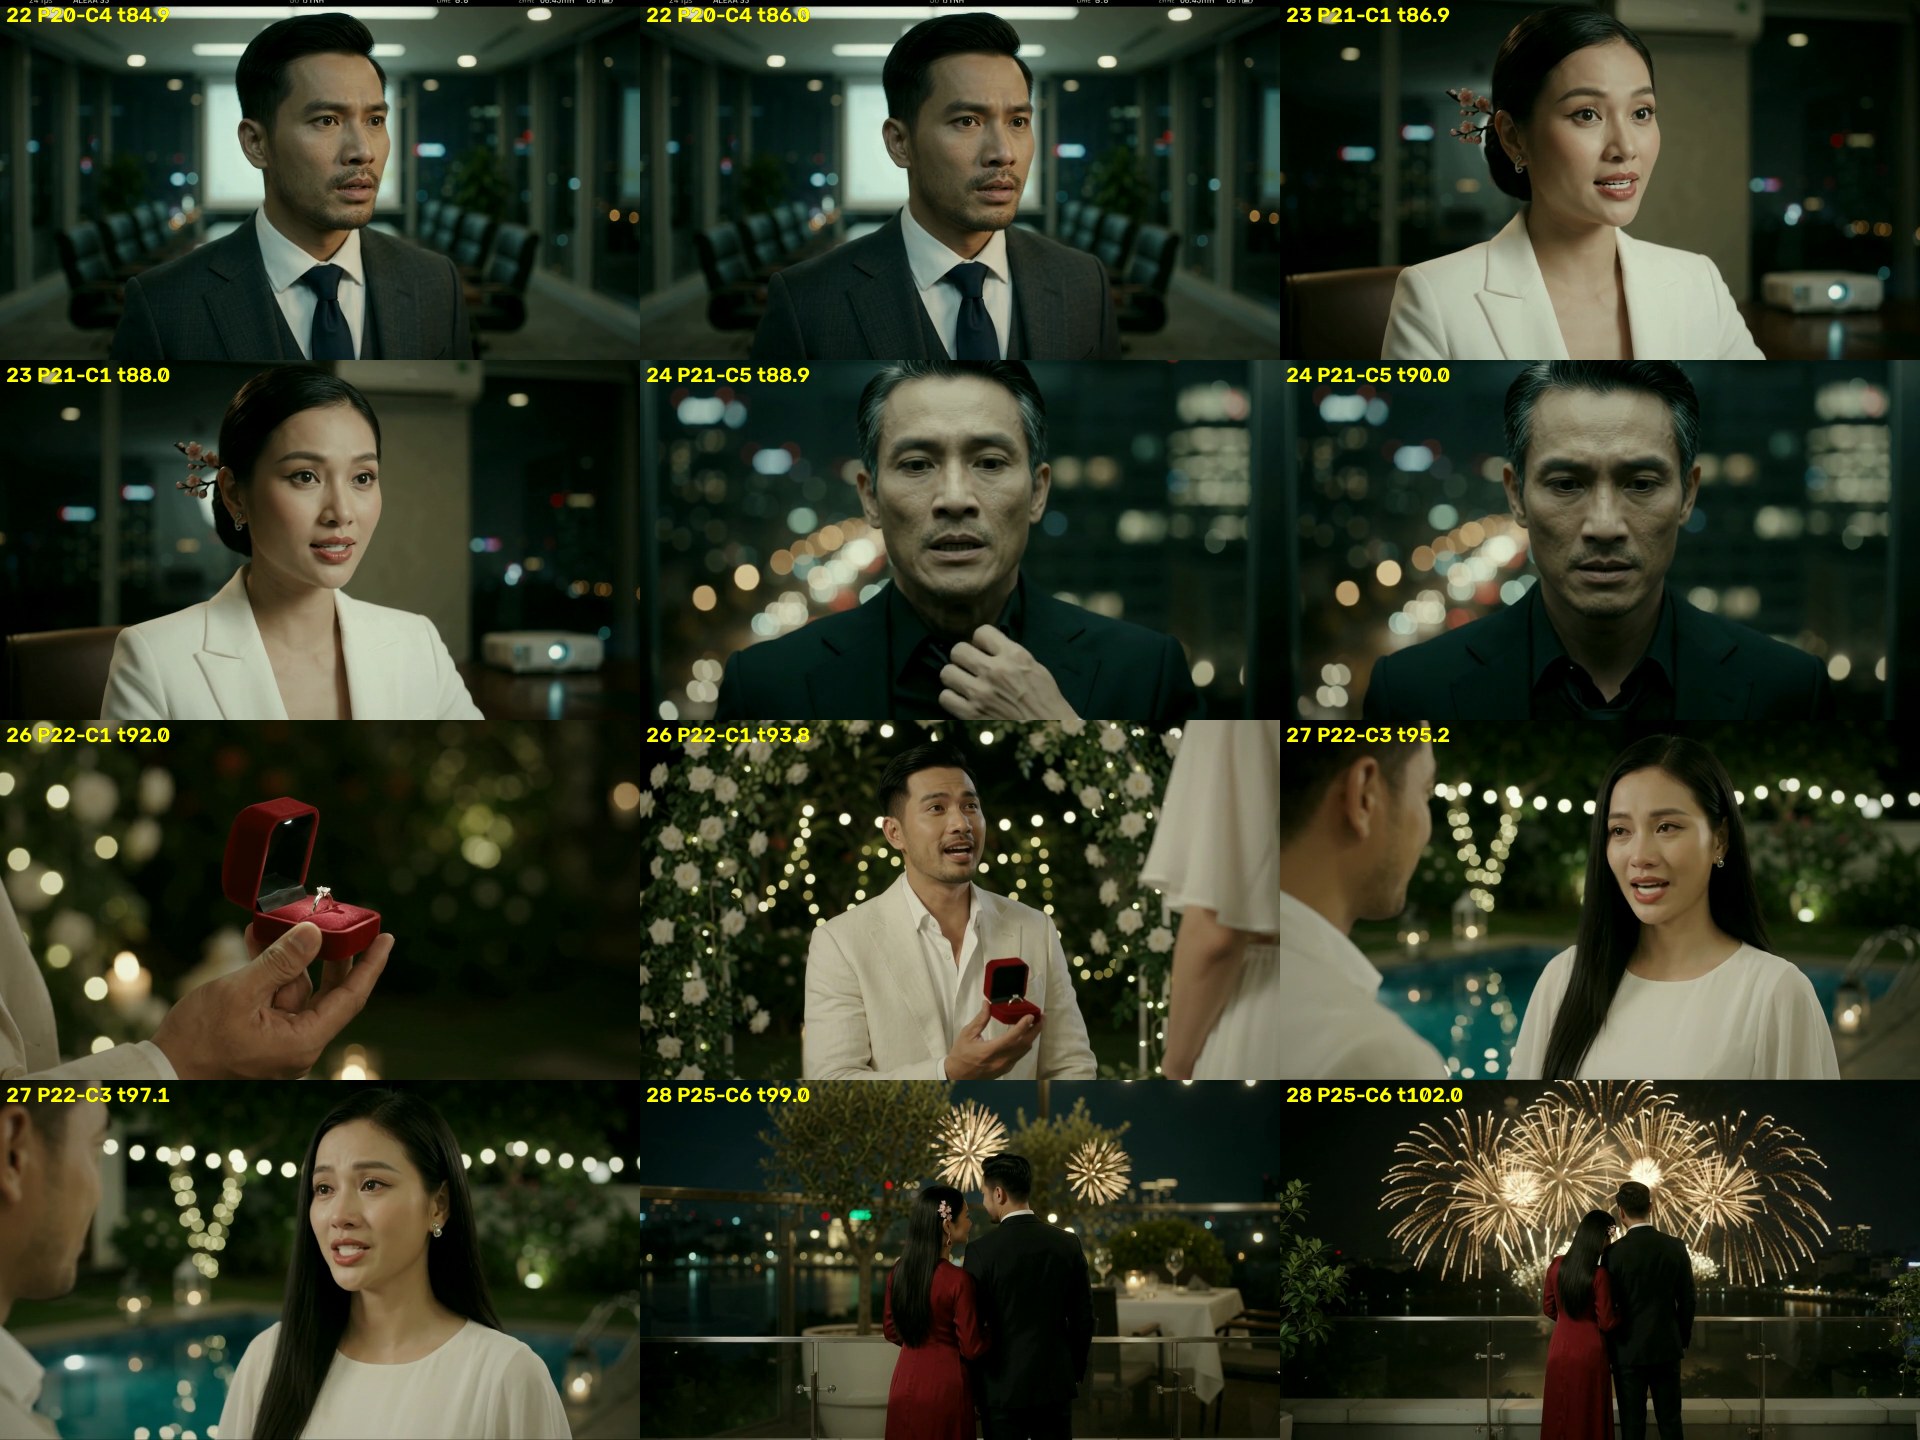 22 P20-C4 t84.9
22 P20-C4 t86.0
23 P21-C1 t86.9
23 P21-C1 t88.0
24 P21-C5 t88.9
24 P21-C5 t90.0
26 P22-C1 t92.0
26 P22-C1 t93.8
27 P22-C3 t95.2
27 P22-C3 t97.1
28 P25-C6 t99.0
28 P25-C6 t102.0